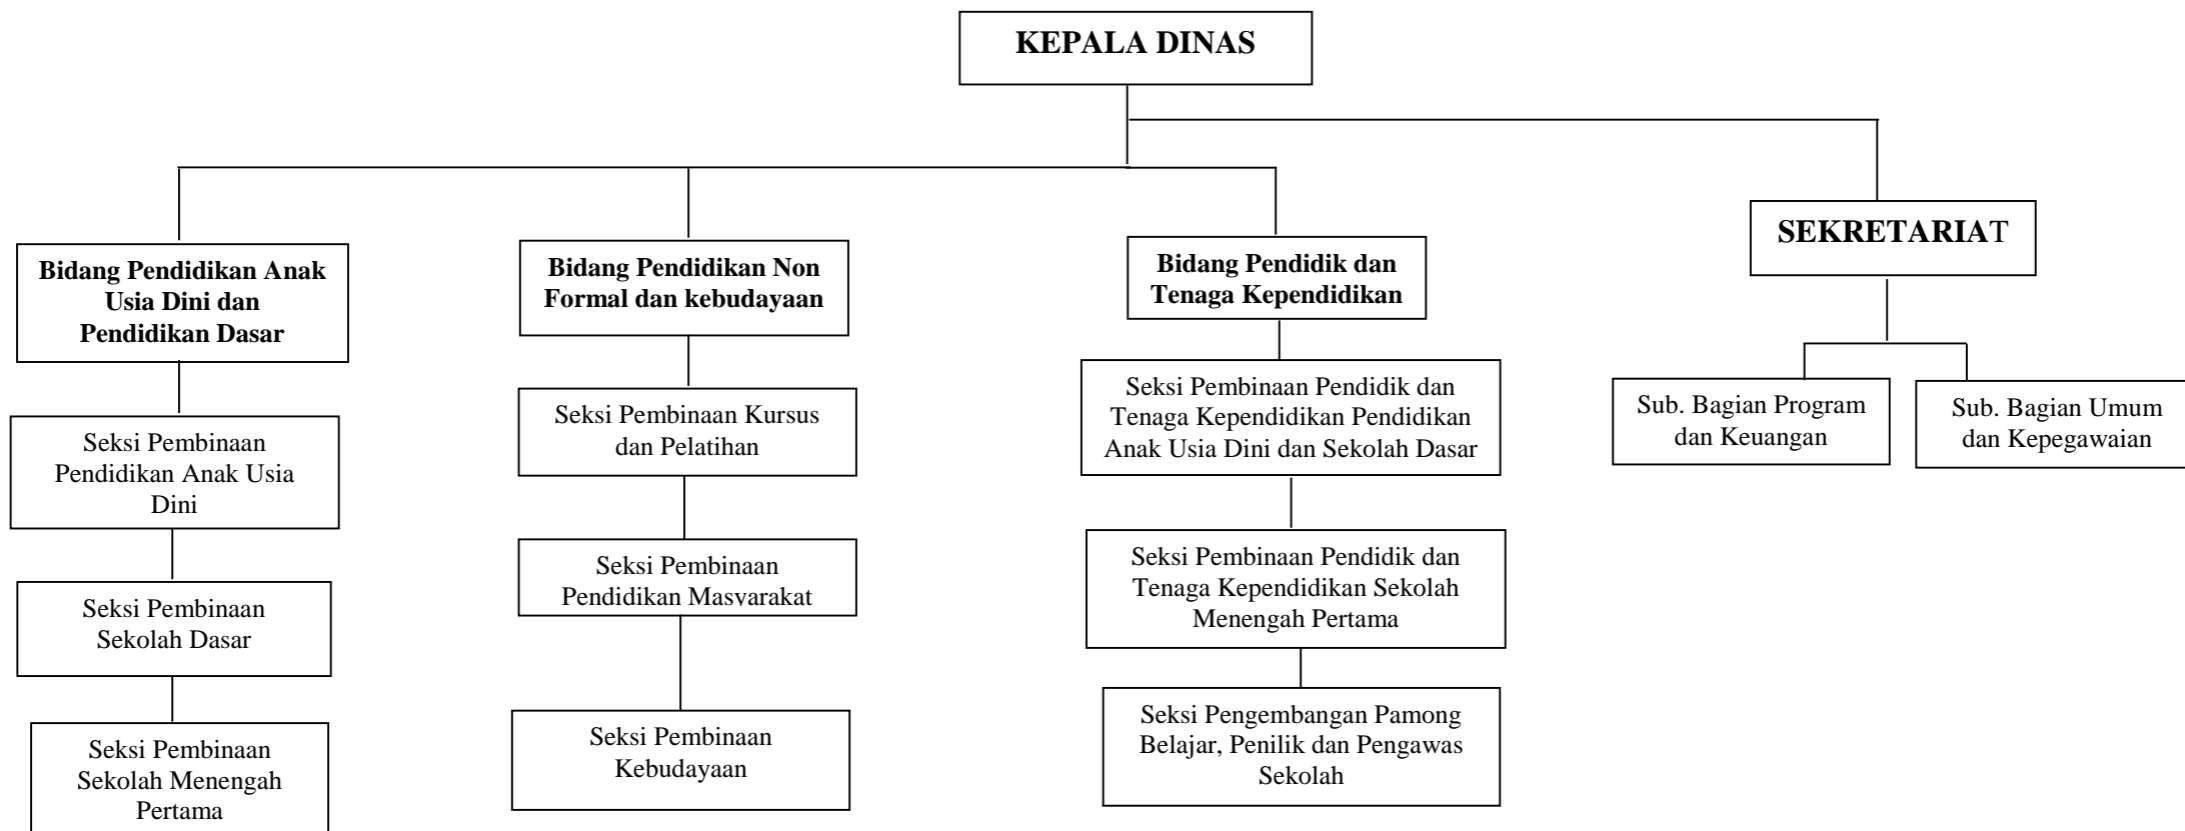 KEPALA DINAS
SEKRETARIAT
Bidang Pendidikan Anak
Usia Dini dan
Pendidikan Dasar
Bidang Pendidikan Non
Formal dan kebudayaan
Bidang Pendidik dan
Tenaga Kependidikan
Seksi Pembinaan
Pendidikan Anak Usia
Dini
Seksi Pembinaan Kursus
dan Pelatihan
Seksi Pembinaan Pendidik dan
Tenaga Kependidikan Pendidikan
Anak Usia Dini dan Sekolah Dasar
Sub. Bagian Program
dan Keuangan
Sub. Bagian Umum
dan Kepegawaian
Seksi Pembinaan
Sekolah Dasar
Seksi Pembinaan
Pendidikan Masyarakat
Seksi Pembinaan Pendidik dan
Tenaga Kependidikan Sekolah
Menengah Pertama
Seksi Pembinaan
Sekolah Menengah
Pertama
Seksi Pembinaan
Kebudayaan
Seksi Pengembangan Pamong
Belajar, Penilik dan Pengawas
Sekolah